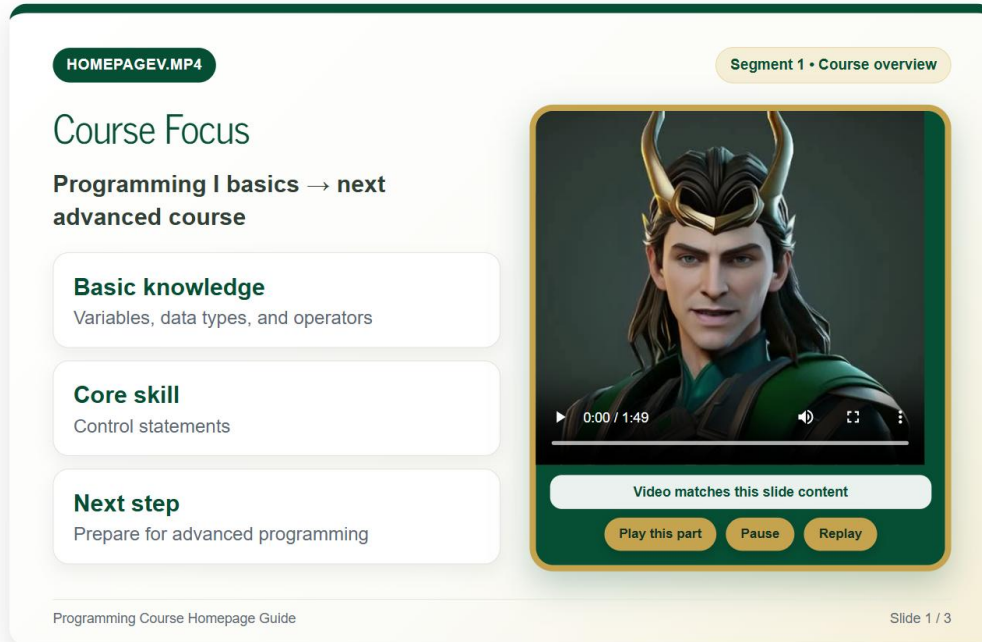 HOMEPAGEV.MP4
Segment 1 • Course overview
Course Focus
Programming I basics → next
advanced course
Basic knowledge
Variables, data types, and operators
Core skill
Control statements
Next step
Prepare for advanced programming
0:00 / 1:49
Video matches this slide content
Play this part
Pause
Replay
Programming Course Homepage Guide
Slide 1 / 3